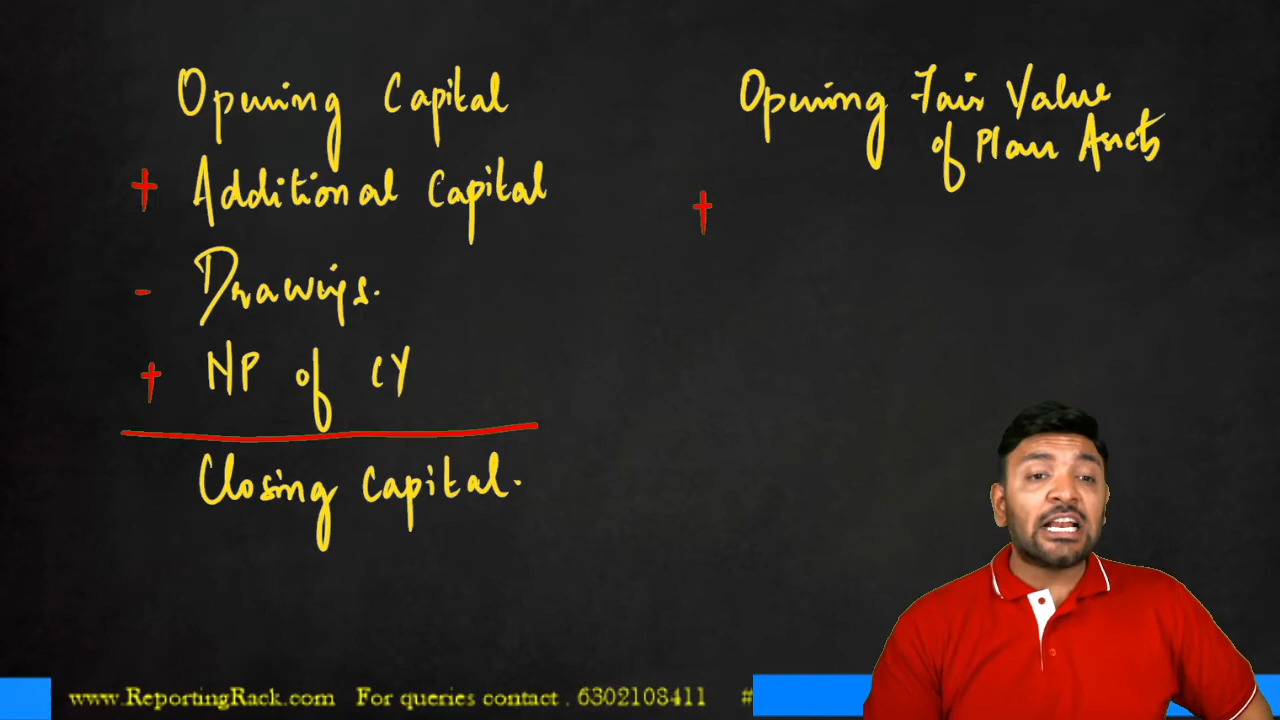 Opening Capital
+ Additional Capital
- Drawings.
+ NP of CY
Closing Capital.
Opening Fair Value
of Plan Assets
+
www.ReportingRack.com For queries contact . 6302108411 #